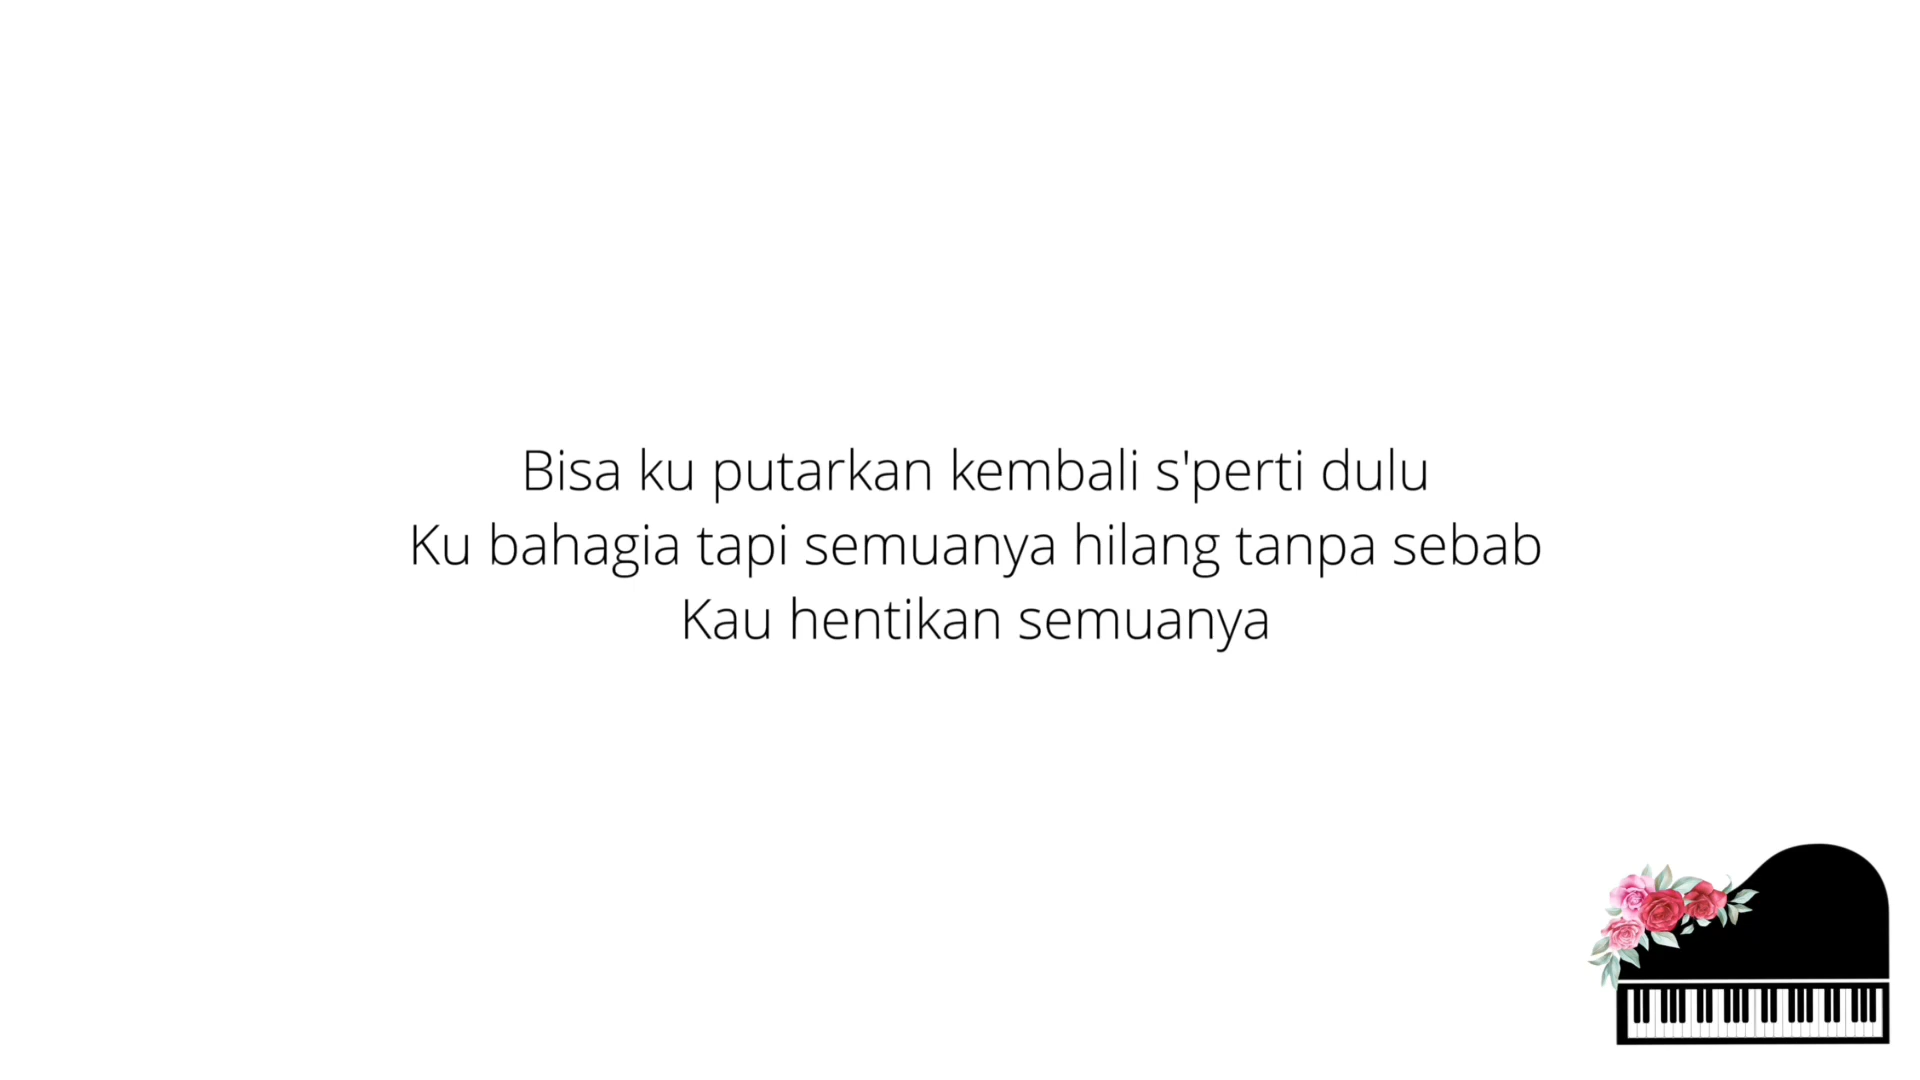 Bisa ku putarkan kembali s'perti dulu
Ku bahagia tapi semuanya hilang tanpa sebab
Kau hentikan semuanya